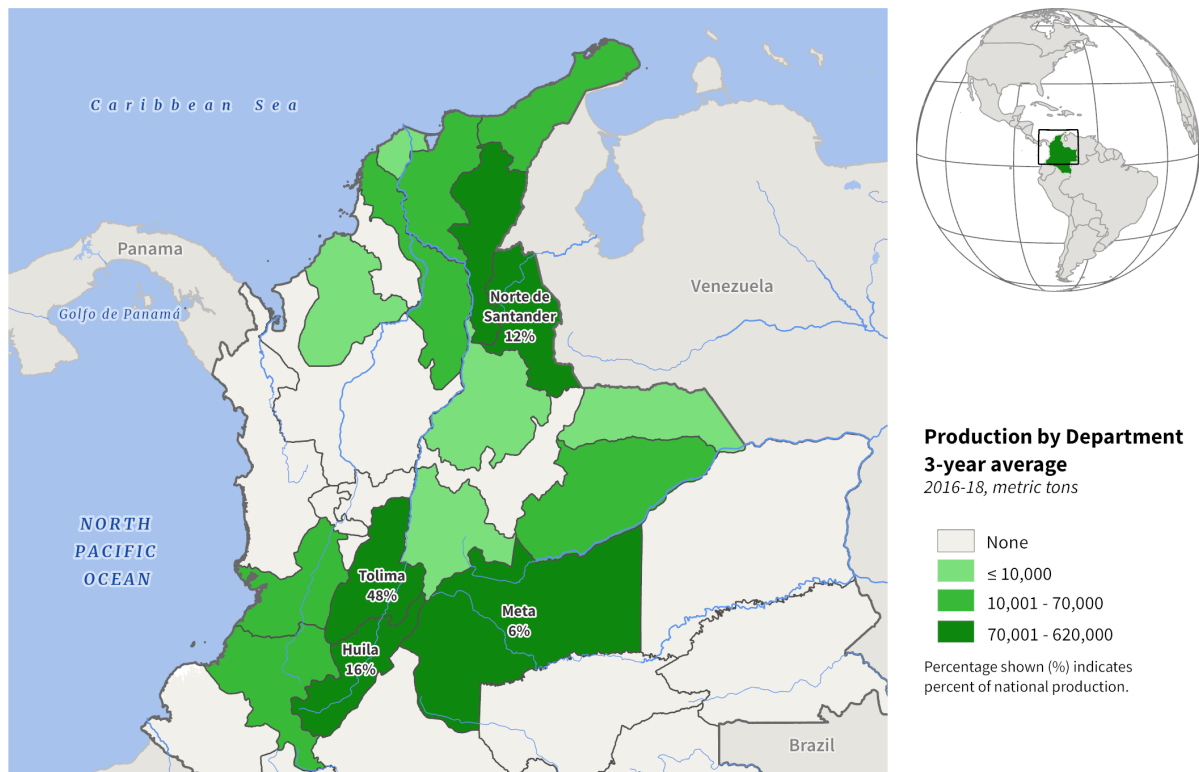 Caribbean Sea
Panama
Golfo de Panamá
Venezuela
Norte de
Santander
12%
NORTH
PACIFIC
OCEAN
Tolima
48%
Meta
6%
Huila
16%
Brazil
Production by Department
3-year average
2016-18, metric tons
None
≤ 10,000
10,001 - 70,000
70,001 - 620,000
Percentage shown (%) indicates
percent of national production.